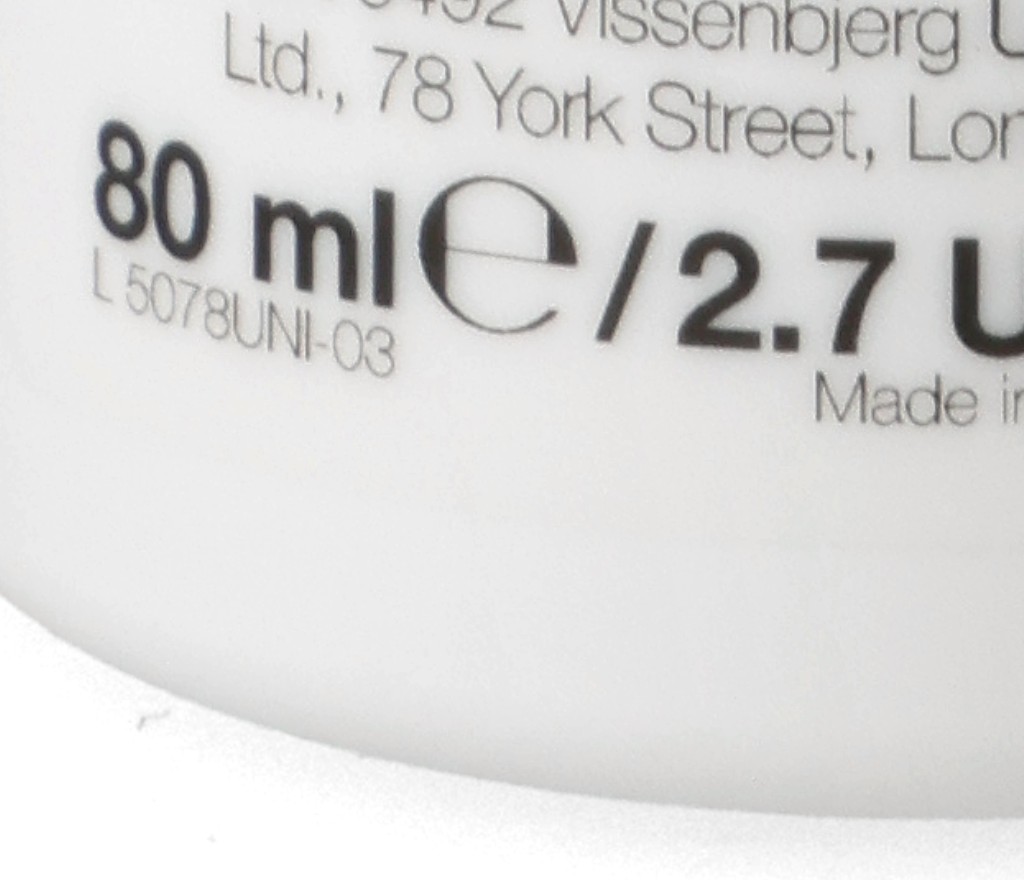 Vissenbjerg
Ltd., 78 York Street,
80 ml ℮ / 2.7
L 5078UNI-03
Made